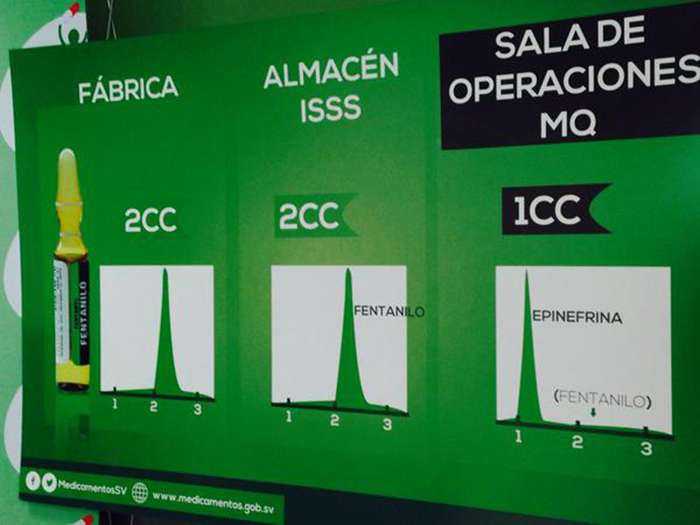 FÁBRICA
ALMACÉN
ISSS
SALA DE
OPERACIONES
MQ
2CC
2CC
1CC
FENTANILO
1 2 3
FENTANILO
1 2 3
EPINEFRINA
(FENTANILO)
1 2 3
MedicamentosSV
www.medicamentos.gob.sv